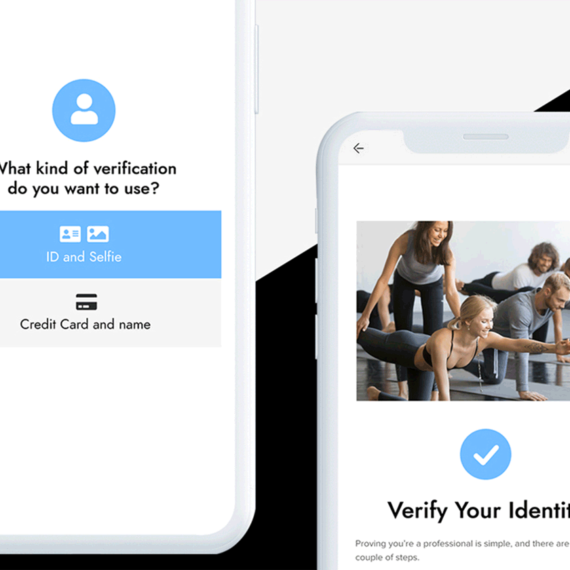 What kind of verification
do you want to use?
ID and Selfie
Credit Card and name
Verify Your Identit
Proving you're a professional is simple, and there are
couple of steps.